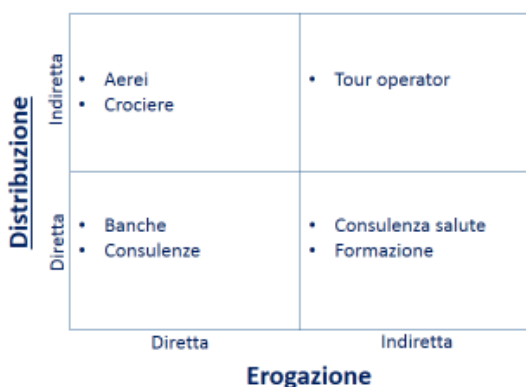 Distribuzione
Indiretta
• Aerei
• Crociere
• Tour operator
Diretta
• Banche
• Consulenze
• Consulenza salute
• Formazione
Diretta
Indiretta
Erogazione